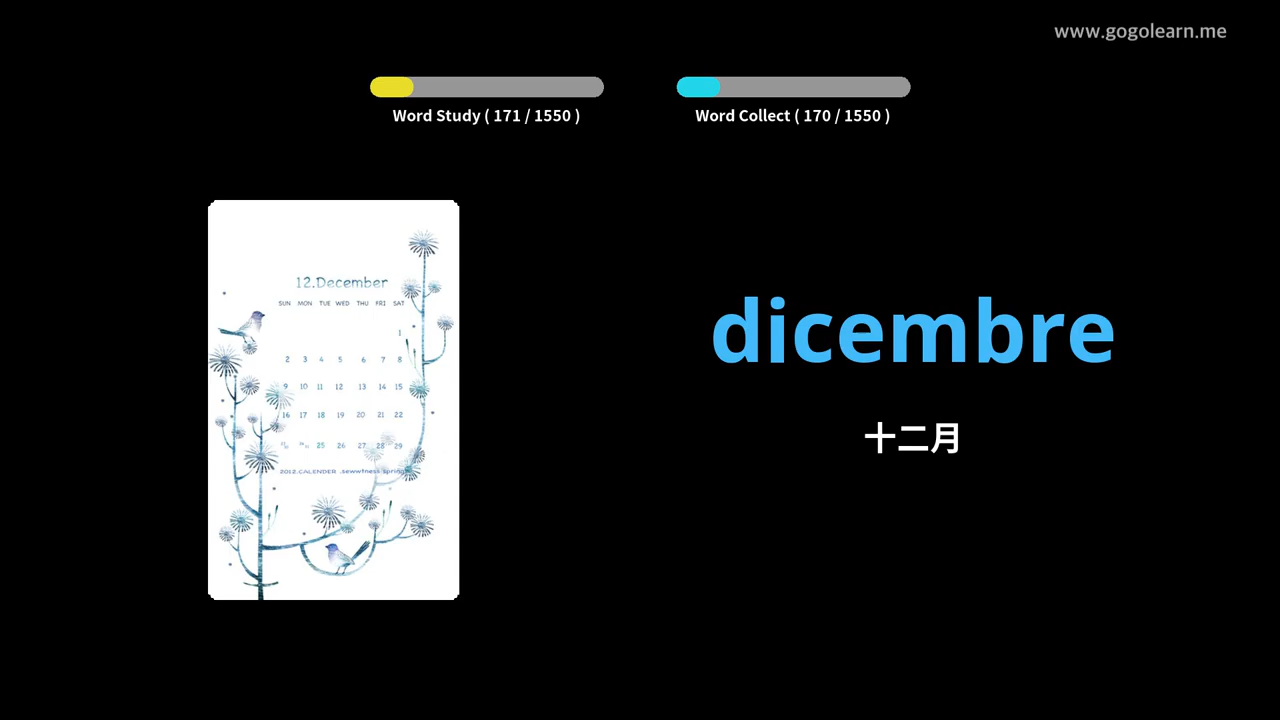 www.gogolearn.me
Word Study ( 171 / 1550 )
Word Collect ( 170 / 1550 )
12.December
SUN MON TUE WED THU FRI SAT
1
2 3 4 5 6 7 8
9 10 11 12 13 14 15
16 17 18 19 20 21 22
25 26 27 28 29
2012.CALENDER
dicembre
十二月